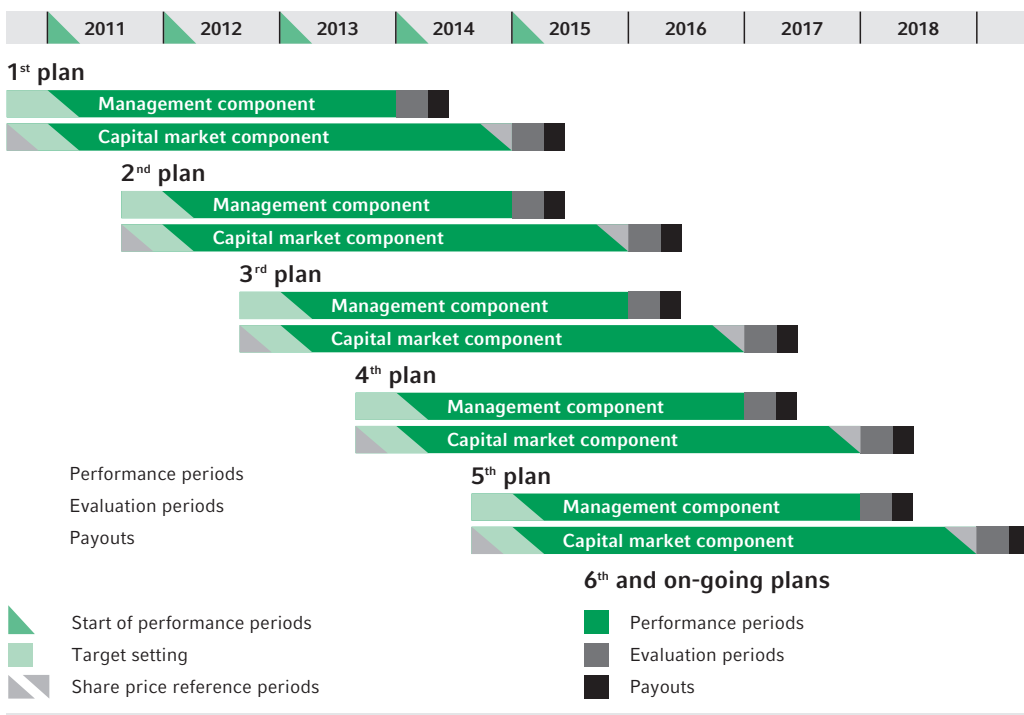 2011 2012 2013 2014 2015 2016 2017 2018
1st plan
Management component
Capital market component
2nd plan
Management component
Capital market component
3rd plan
Management component
Capital market component
4th plan
Management component
Capital market component
Performance periods
Evaluation periods
Payouts
5th plan
Management component
Capital market component
6th and on-going plans
Start of performance periods
Target setting
Share price reference periods
Performance periods
Evaluation periods
Payouts